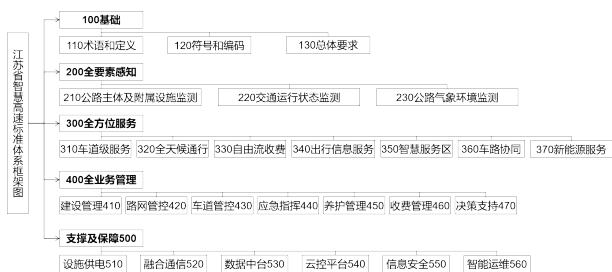 江苏省智慧高速标准体系框架图
100基础
110术语和定义
120符号和编码
130总体要求
200全要素感知
210公路主体及附属设施监测
220交通运行状态监测
230公路气象环境监测
300全方位服务
310车道级服务
320全天候通行
330自由流收费
340出行信息服务
350智慧服务区
360车路协同
370新能源服务
400全业务管理
建设管理410
路网管控420
车道管控430
应急指挥440
养护管理450
收费管理460
决策支持470
支撑及保障500
设施供电510
融合通信520
数据中台530
云控平台540
信息安全550
智能运维560